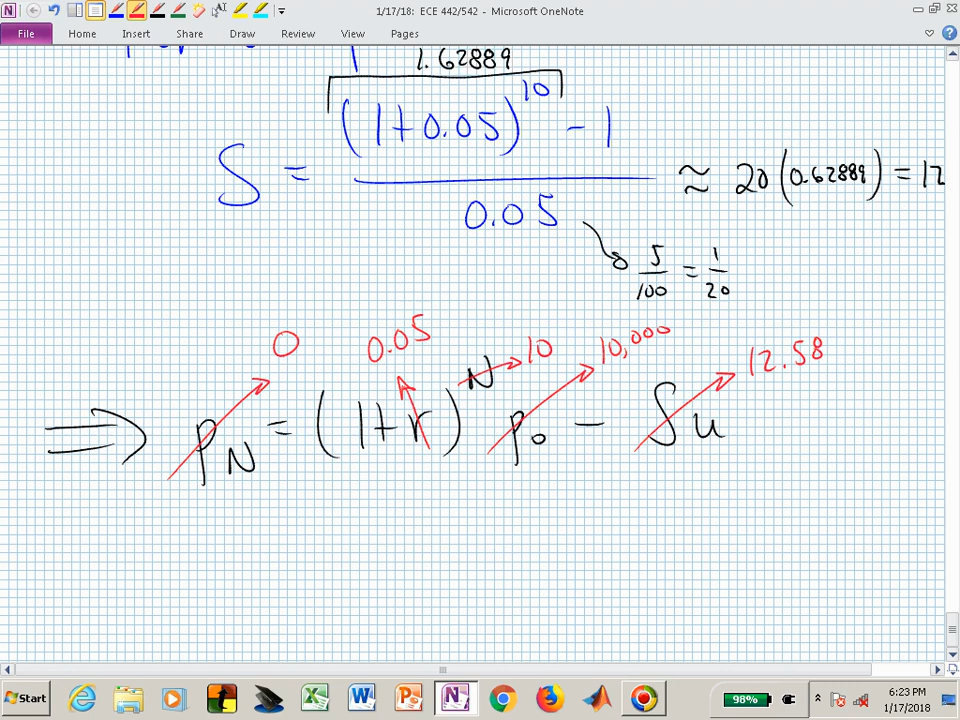 1/17/18: ECE 442/542 - Microsoft OneNote
File Home Insert Share Draw Review View Pages
1.62889
S = (1+0.05)^10 - 1 / 0.05 ≈ 20(0.62889) = 12
5/100 = 1/20
0 0.05 10 10,000 12.58
⇒ p_N = (1+r)^N p_0 - Su
Start
98%
6:23 PM
1/17/2018